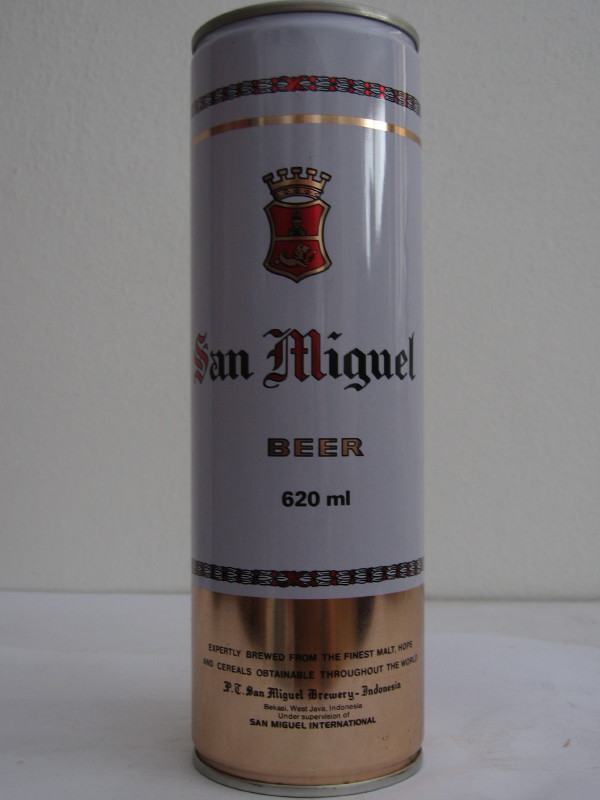 San Miguel
BEER
620 ml
EXPERTLY BREWED FROM THE FINEST MALT, HOPS
AND CEREALS OBTAINABLE THROUGHOUT THE WORLD
P.T. San Miguel Brewery - Indonesia
Bekasi, West Java, Indonesia
Under supervision of
SAN MIGUEL INTERNATIONAL